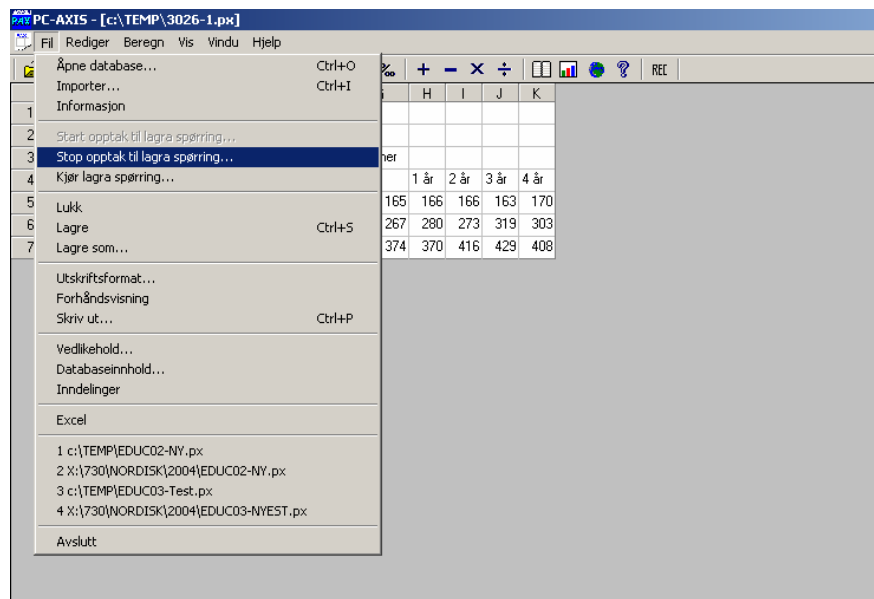 PC-AXIS - [c:\TEMP\3026-1.px]
Fil Rediger Beregn Vis Vindu Hjelp
‰ + − × ÷ ? REC
Åpne database... Ctrl+O
Importer... Ctrl+I
Informasjon
Start opptak til lagra spørring...
Stop opptak til lagra spørring...
Kjør lagra spørring...
Lukk
Lagre Ctrl+S
Lagre som...
Utskriftsformat...
Forhåndsvisning
Skriv ut... Ctrl+P
Vedlikehold...
Databaseinnhold...
Inndelinger
Excel
1 c:\TEMP\EDUC02-NY.px
2 X:\730\NORDISK\2004\EDUC02-NY.px
3 c:\TEMP\EDUC03-Test.px
4 X:\730\NORDISK\2004\EDUC03-NYEST.px
Avslutt
H I J K
1
2
3 ner
4 1 år 2 år 3 år 4 år
5 165 166 166 163 170
6 267 280 273 319 303
7 374 370 416 429 408